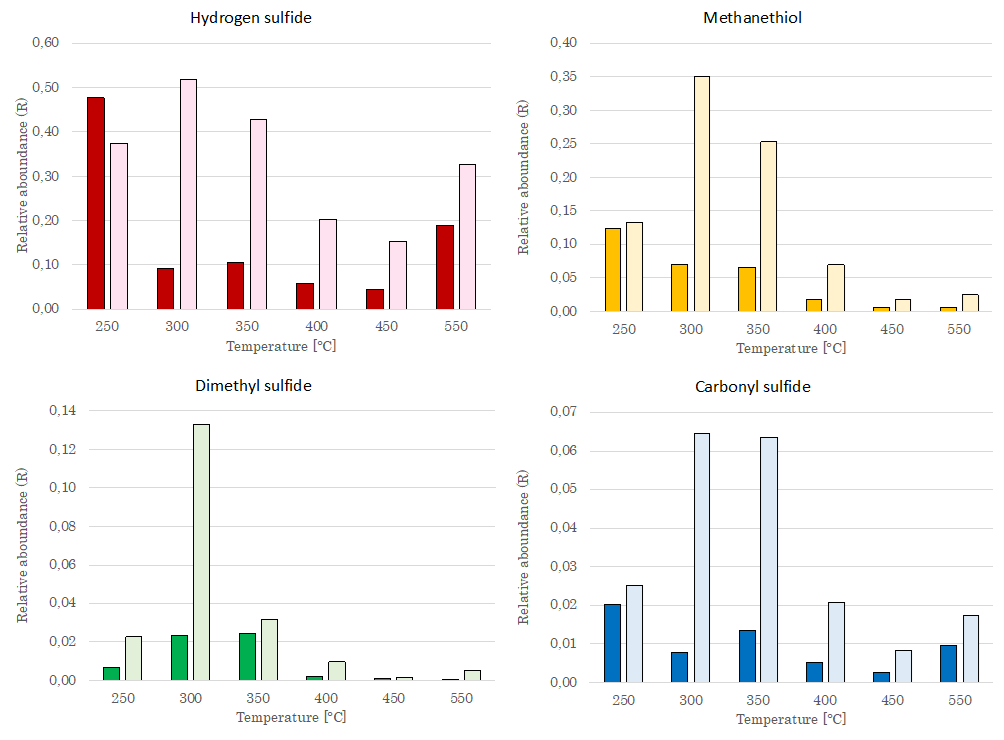 Hydrogen sulfide
Relative aboundance (R)
0,60
0,50
0,40
0,30
0,20
0,10
0,00
250 300 350 400 450 550
Temperature [°C]
Methanethiol
Relative aboundance (R)
0,40
0,35
0,30
0,25
0,20
0,15
0,10
0,05
0,00
250 300 350 400 450 550
Temperature [°C]
Dimethyl sulfide
Relative aboundance (R)
0,14
0,12
0,10
0,08
0,06
0,04
0,02
0,00
250 300 350 400 450 550
Temperature [°C]
Carbonyl sulfide
Relative aboundance (R)
0,07
0,06
0,05
0,04
0,03
0,02
0,01
0,00
250 300 350 400 450 550
Temperature [°C]